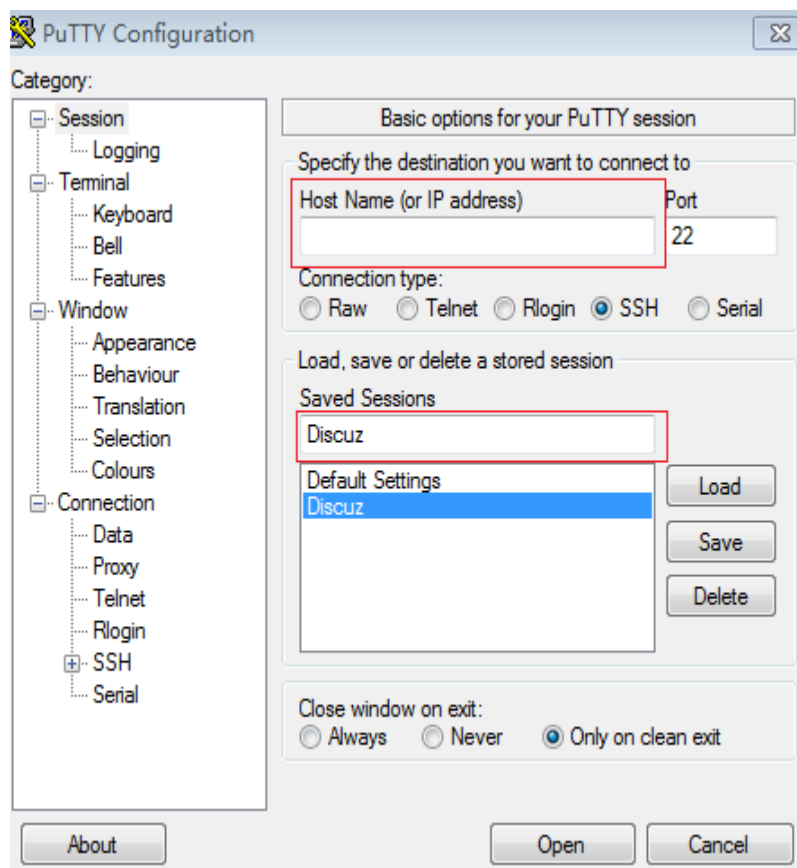 PuTTY Configuration
Category:
Session
Logging
Terminal
Keyboard
Bell
Features
Window
Appearance
Behaviour
Translation
Selection
Colours
Connection
Data
Proxy
Telnet
Rlogin
SSH
Serial
Basic options for your PuTTY session
Specify the destination you want to connect to
Host Name (or IP address) Port
22
Connection type:
Raw Telnet Rlogin SSH Serial
Load, save or delete a stored session
Saved Sessions
Discuz
Default Settings
Discuz
Load
Save
Delete
Close window on exit:
Always Never Only on clean exit
About Open Cancel